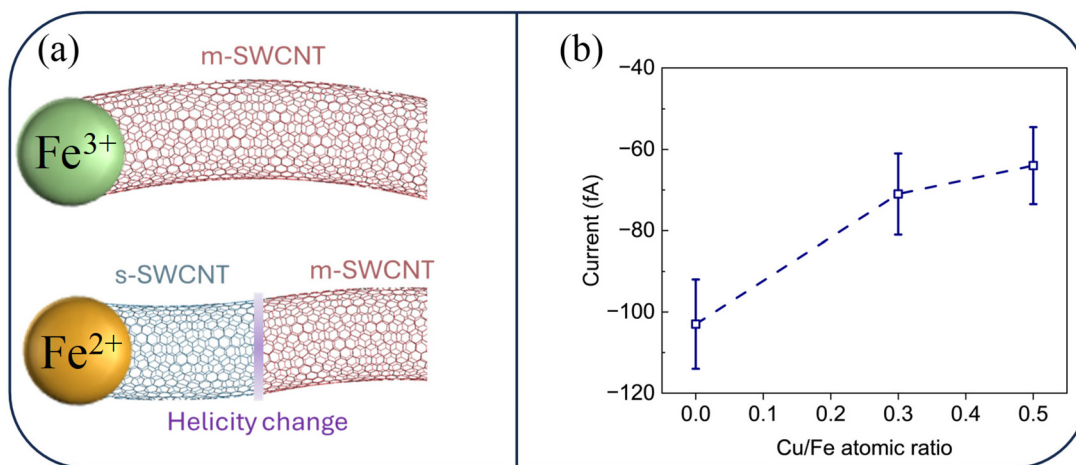 (a)
m-SWCNT
Fe³⁺
s-SWCNT
m-SWCNT
Fe²⁺
Helicity change
(b)
−40
−60
−80
−100
−120
Current (fA)
0.0 0.1 0.2 0.3 0.4 0.5
Cu/Fe atomic ratio